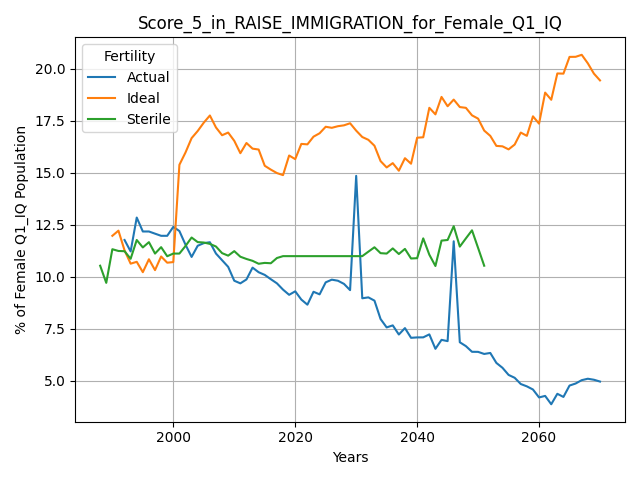 Score_5_in_RAISE_IMMIGRATION_for_Female_Q1_IQ
Fertility
Actual
Ideal
Sterile
% of Female Q1_IQ Population
20.0
17.5
15.0
12.5
10.0
7.5
5.0
2000
2020
2040
2060
Years